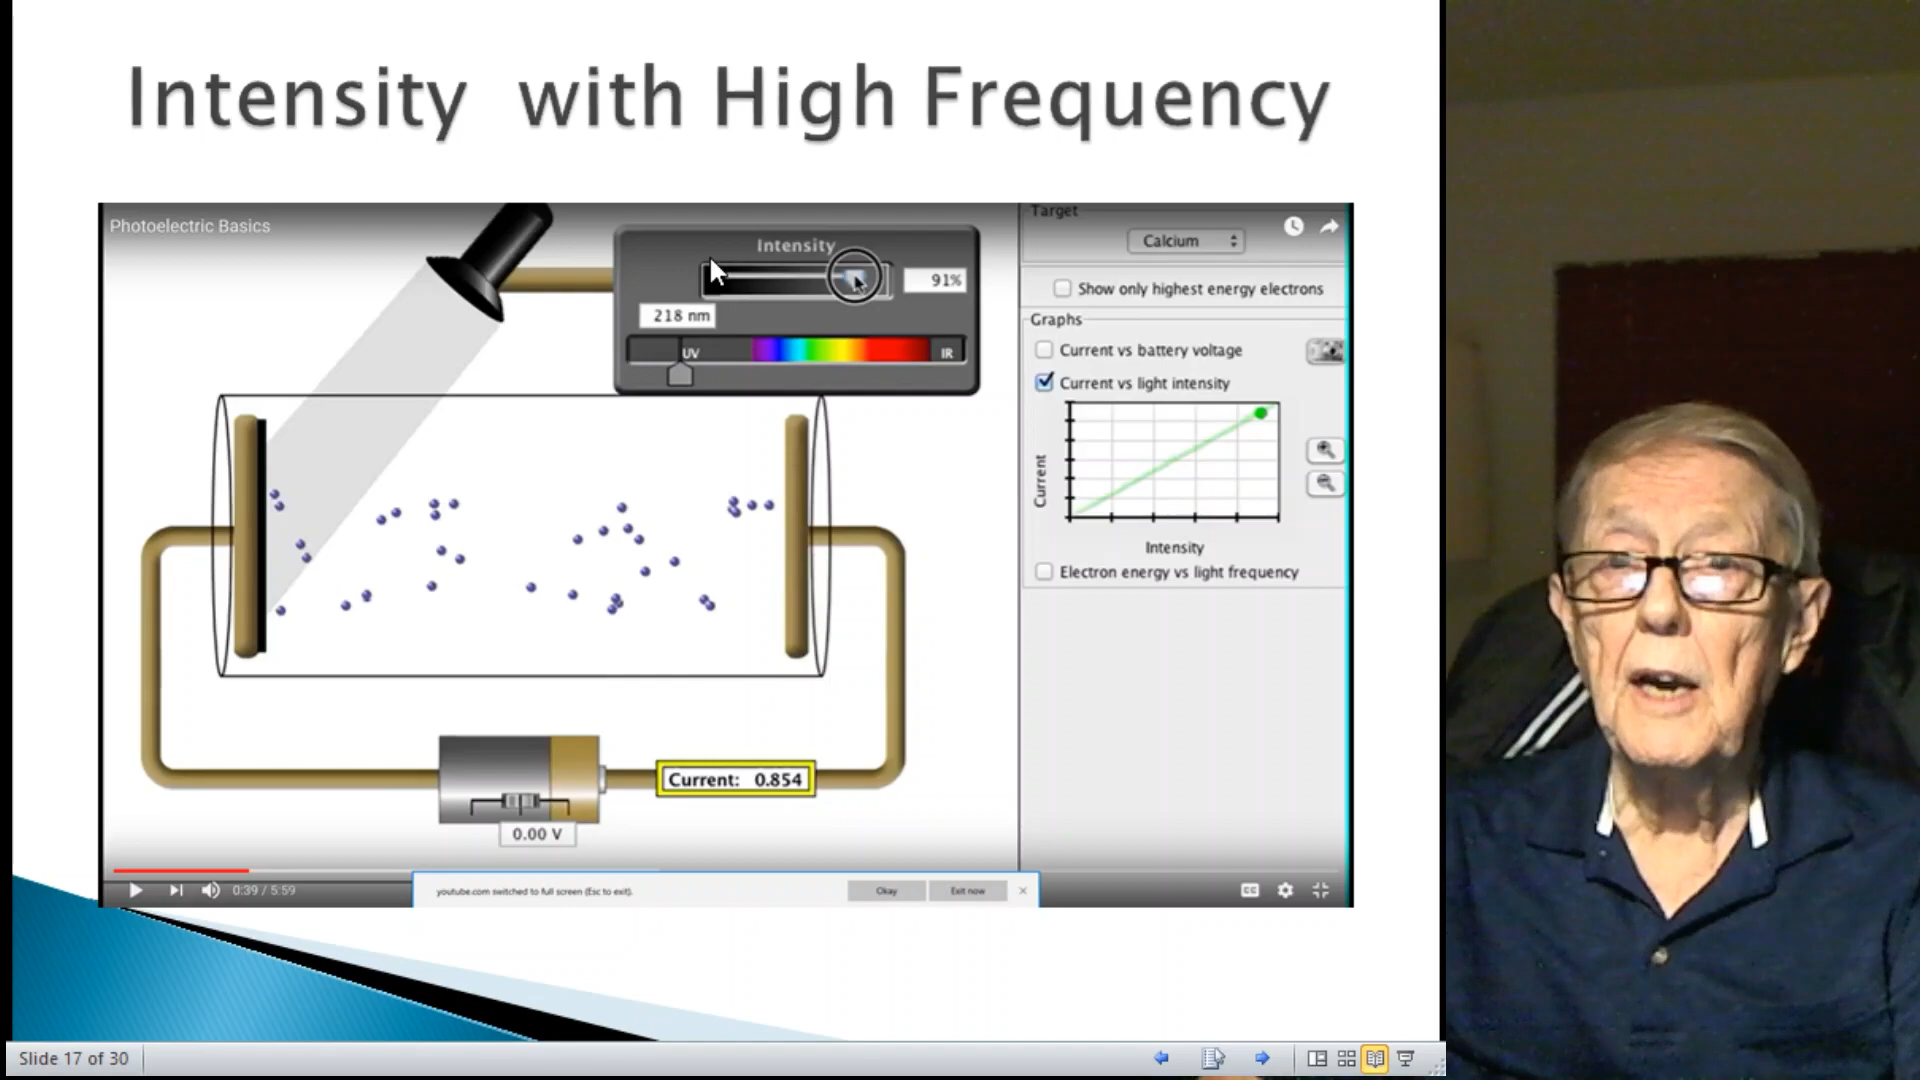 Intensity with High Frequency
Photoelectric Basics
Intensity
91%
218 nm
UV
IR
Target
Calcium
Show only highest energy electrons
Graphs
Current vs battery voltage
Current vs light intensity
Current
Intensity
Electron energy vs light frequency
Current: 0.854
0.00 V
0:39 / 5:59
youtube.com switched to full screen (Esc to exit).
Okay
Exit now
CC
Slide 17 of 30